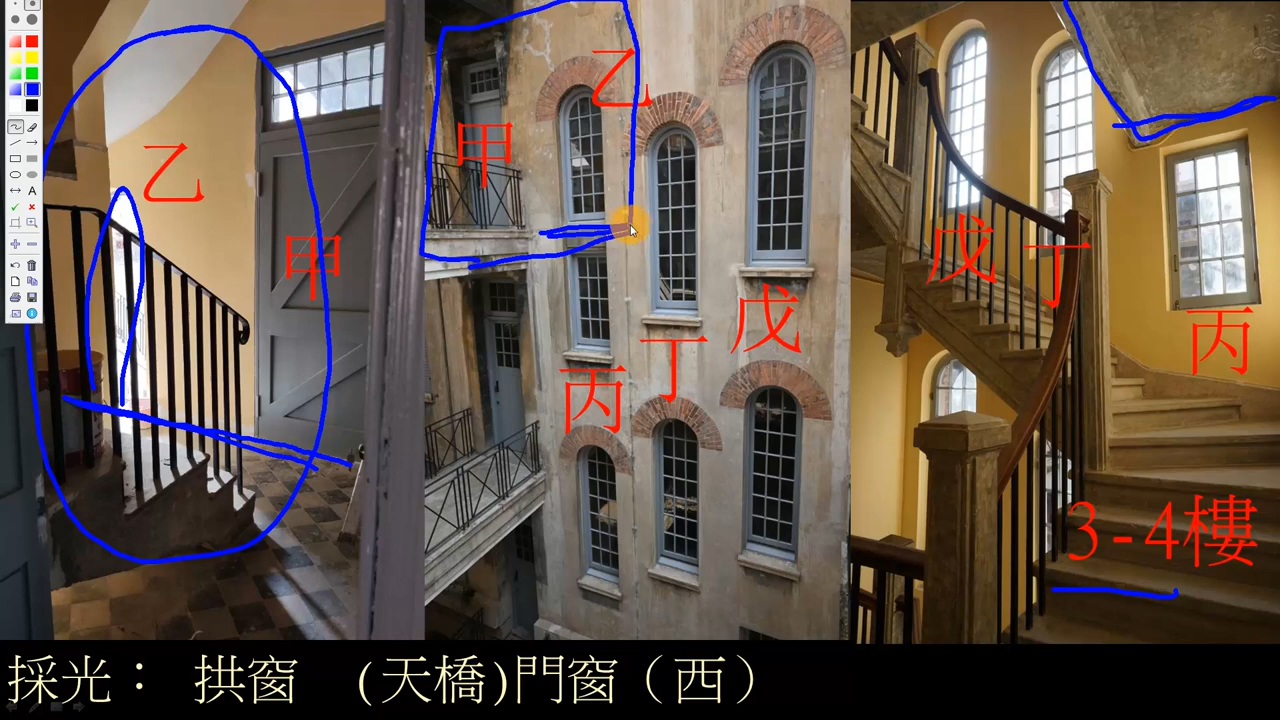 乙
甲
乙
甲
丙
丁
戊
戊
丁
丙
3-4樓
採光： 拱窗 (天橋)門窗（西）